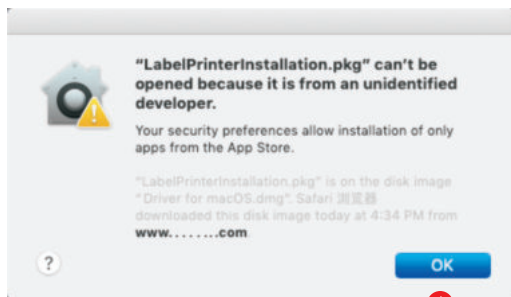 “LabelPrinterInstallation.pkg” can’t be
opened because it is from an unidentified
developer.
Your security preferences allow installation of only
apps from the App Store.
"LabelPrinterInstallation.pkg" is on the disk image
"Driver for macOS.dmg". Safari 浏览器
downloaded this disk image today at 4:34 PM from
www. . . . . . . .com
?
OK